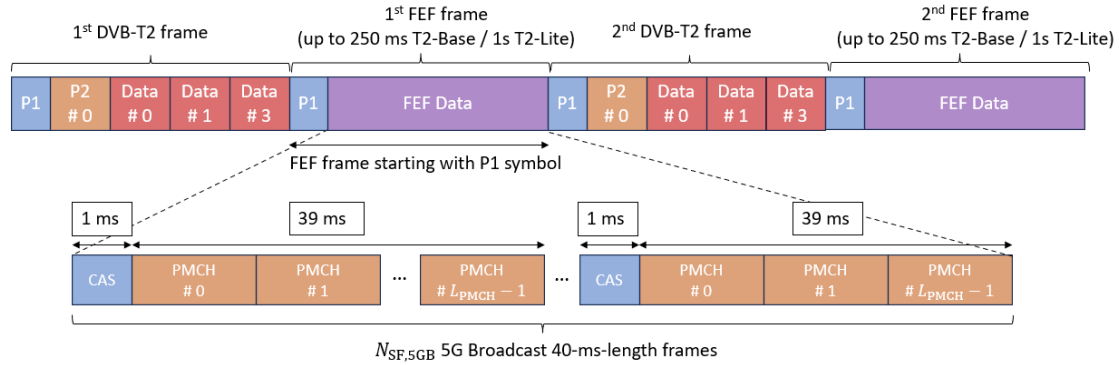 1st DVB-T2 frame
1st FEF frame
(up to 250 ms T2-Base / 1s T2-Lite)
2nd DVB-T2 frame
2nd FEF frame
(up to 250 ms T2-Base / 1s T2-Lite)
P1
P2
# 0
Data
# 0
Data
# 1
Data
# 3
P1
FEF Data
P1
P2
# 0
Data
# 0
Data
# 1
Data
# 3
P1
FEF Data
FEF frame starting with P1 symbol
1 ms
39 ms
1 ms
39 ms
CAS
PMCH
# 0
PMCH
# 1
...
PMCH
# L_PMCH − 1
...
CAS
PMCH
# 0
PMCH
# 1
PMCH
# L_PMCH − 1
N_SF,5GB 5G Broadcast 40-ms-length frames